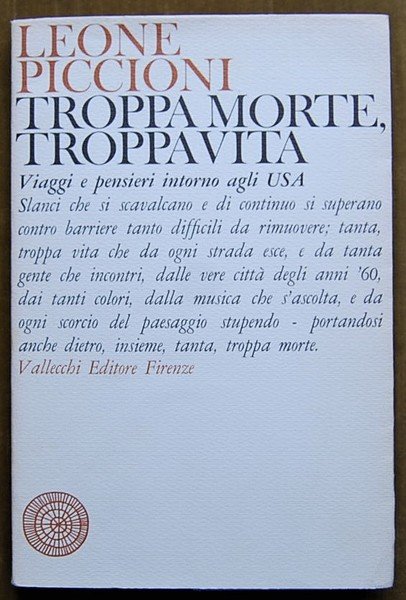 LEONE
PICCIONI
TROPPA MORTE,
TROPPA VITA
Viaggi e pensieri intorno agli USA
Slanci che si scavalcano e di continuo si superano
contro barriere tanto difficili da rimuovere; tanta,
troppa vita che da ogni strada esce, e da tanta
gente che incontri, dalle vere città degli anni '60,
dai tanti colori, dalla musica che s'ascolta, e da
ogni scorcio del paesaggio stupendo - portandosi
anche dietro, insieme, tanta, troppa morte.
Vallecchi Editore Firenze